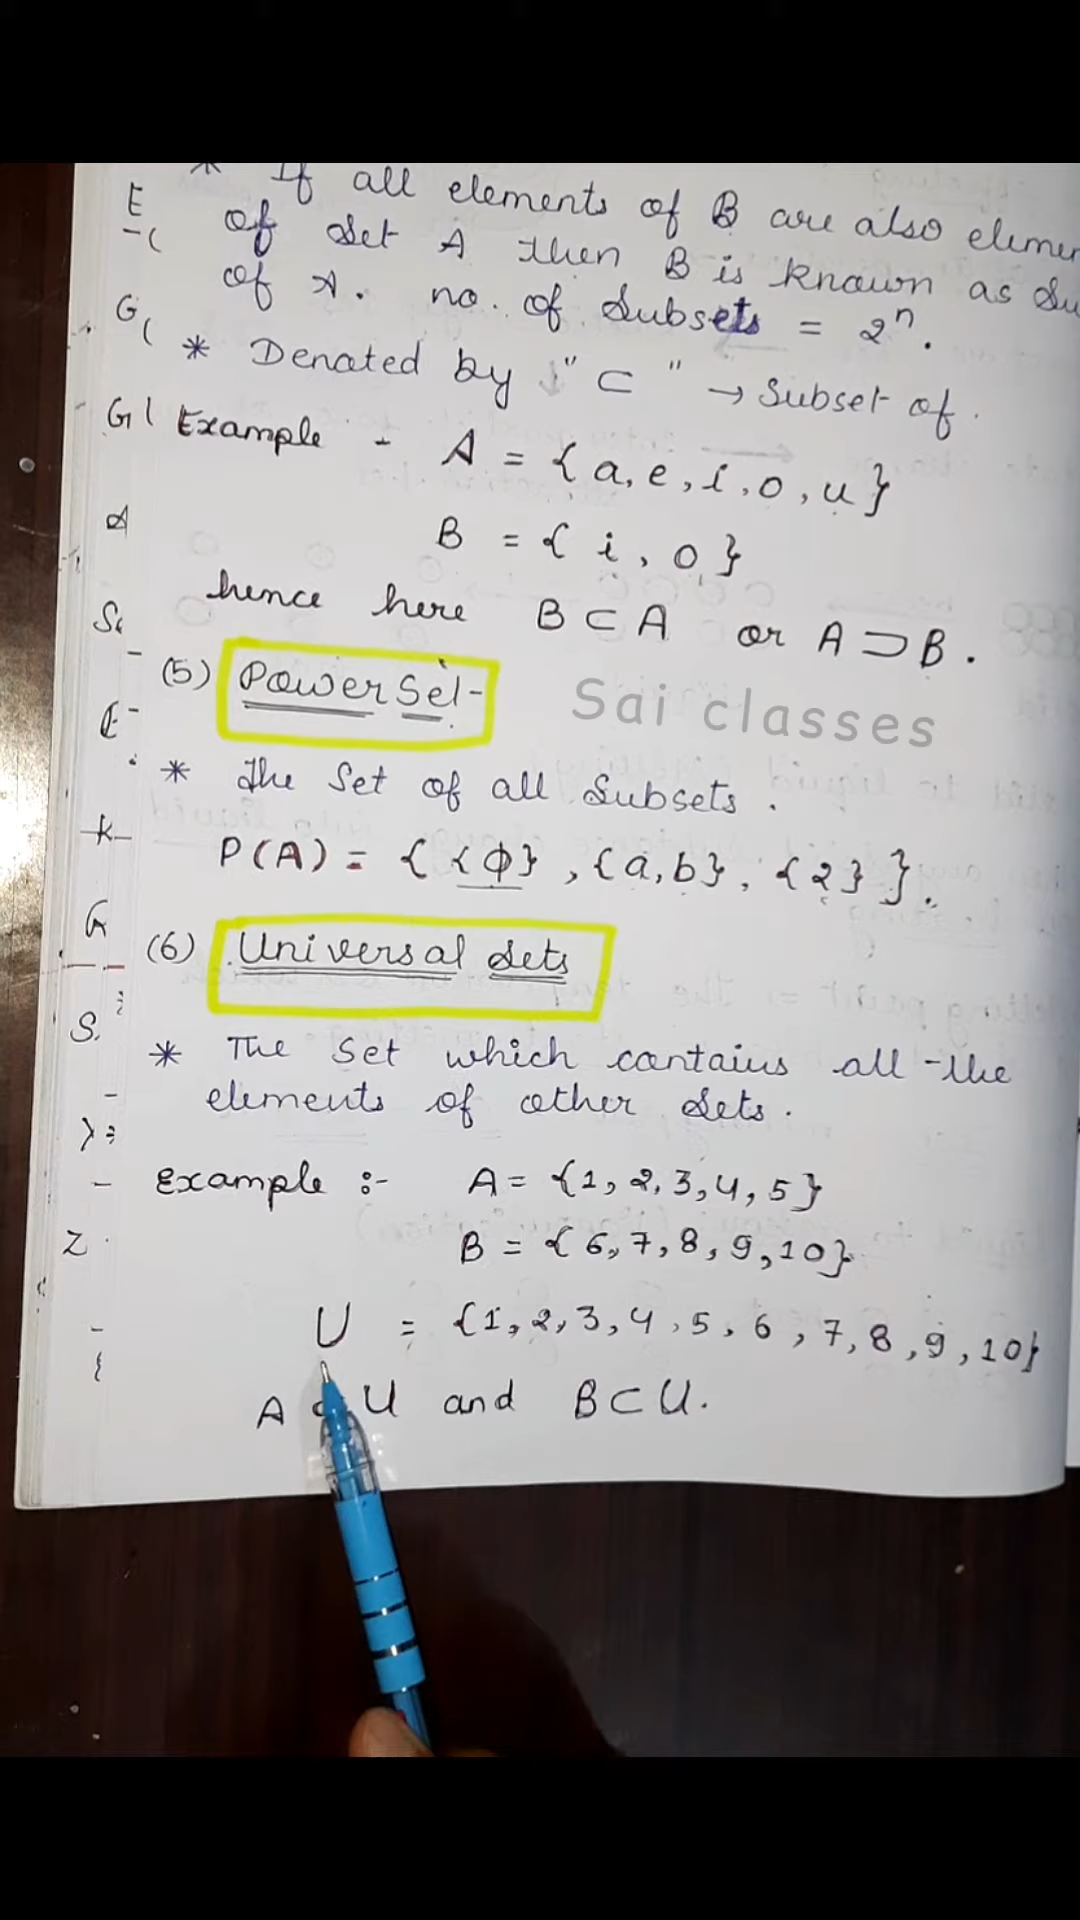 * If all elements of B are also
of Set A then B is known as
of A. no. of Subsets = 2ⁿ.
* Denoted by "⊂" → Subset of.
Example - A = {a, e, i, o, u}
B = {i, o}
hence here B ⊂ A or A ⊃ B.
(5) Power Set -
Sai classes
* The Set of all Subsets.
P(A) = { {ϕ}, {a, b}, {2} }.
(6) Universal Sets
* The Set which contains all the
elements of other Sets.
Example :- A = {1, 2, 3, 4, 5}
B = {6, 7, 8, 9, 10}
U = {1, 2, 3, 4, 5, 6, 7, 8, 9, 10}
A ⊂ U and B ⊂ U.